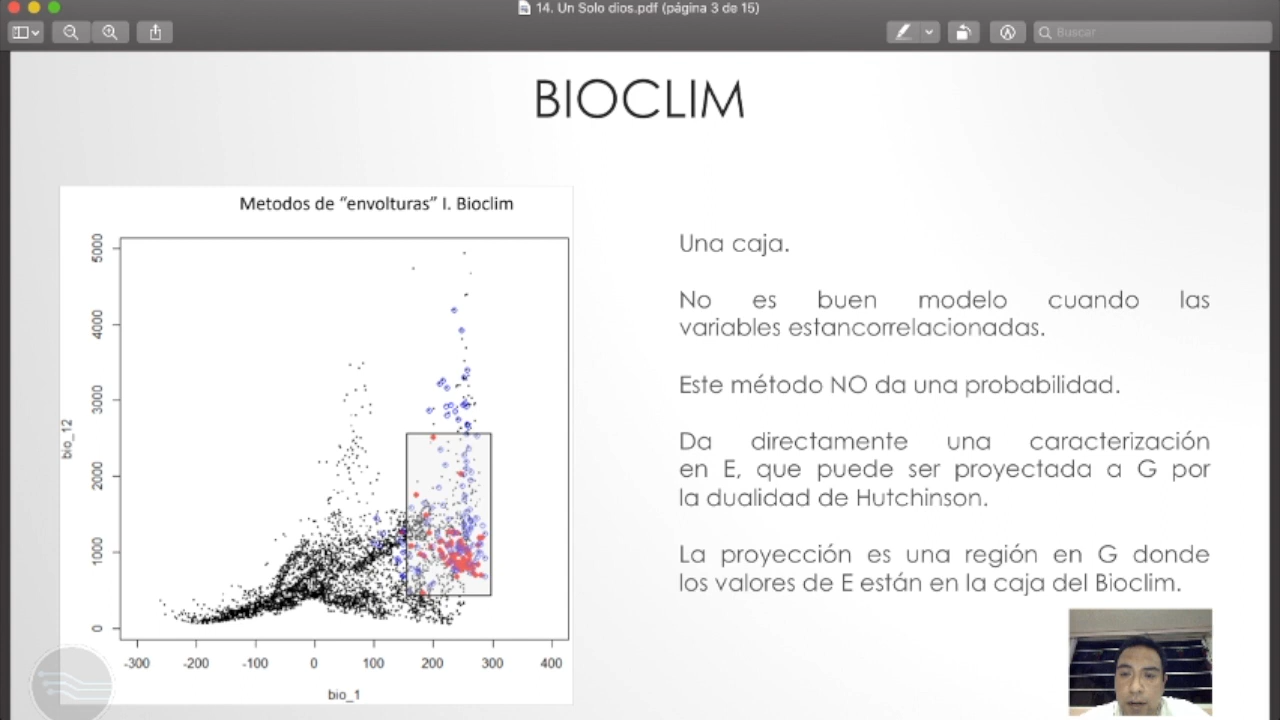 14. Un Solo dios.pdf (página 3 de 15)
Buscar
BIOCLIM
Metodos de “envolturas” I. Bioclim
5000
4000
3000
2000
1000
0
bio_12
-300 -200 -100 0 100 200 300 400
bio_1
Una caja.
No es buen modelo cuando las
variables estancorrelacionadas.
Este método NO da una probabilidad.
Da directamente una caracterización
en E, que puede ser proyectada a G por
la dualidad de Hutchinson.
La proyección es una región en G donde
los valores de E están en la caja del Bioclim.